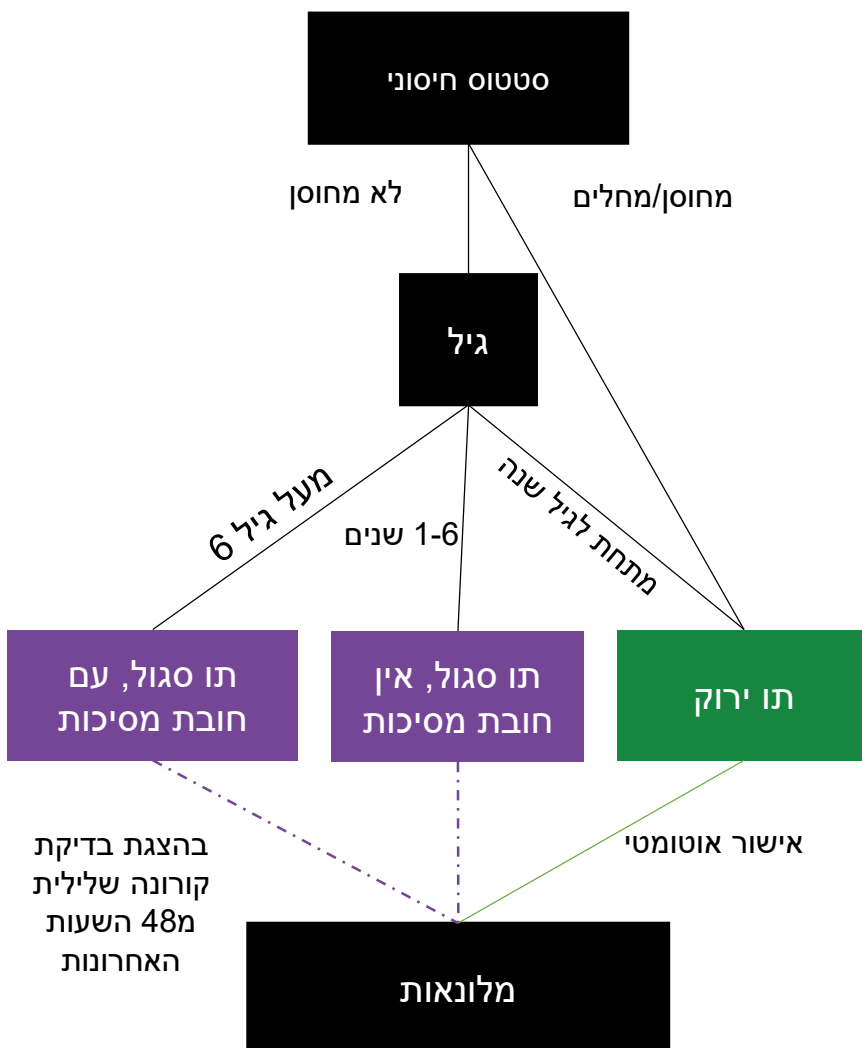 סטטוס חיסוני
מחוסן/מחלים
לא מחוסן
גיל
מתחת לגיל שנה
1-6 שנים
מעל גיל 6
תו ירוק
תו סגול, אין
חובת מסיכות
תו סגול, עם
חובת מסיכות
אישור אוטומטי
בהצגת בדיקת
קורונה שלילית
מ48 השעות
האחרונות
מלונאות